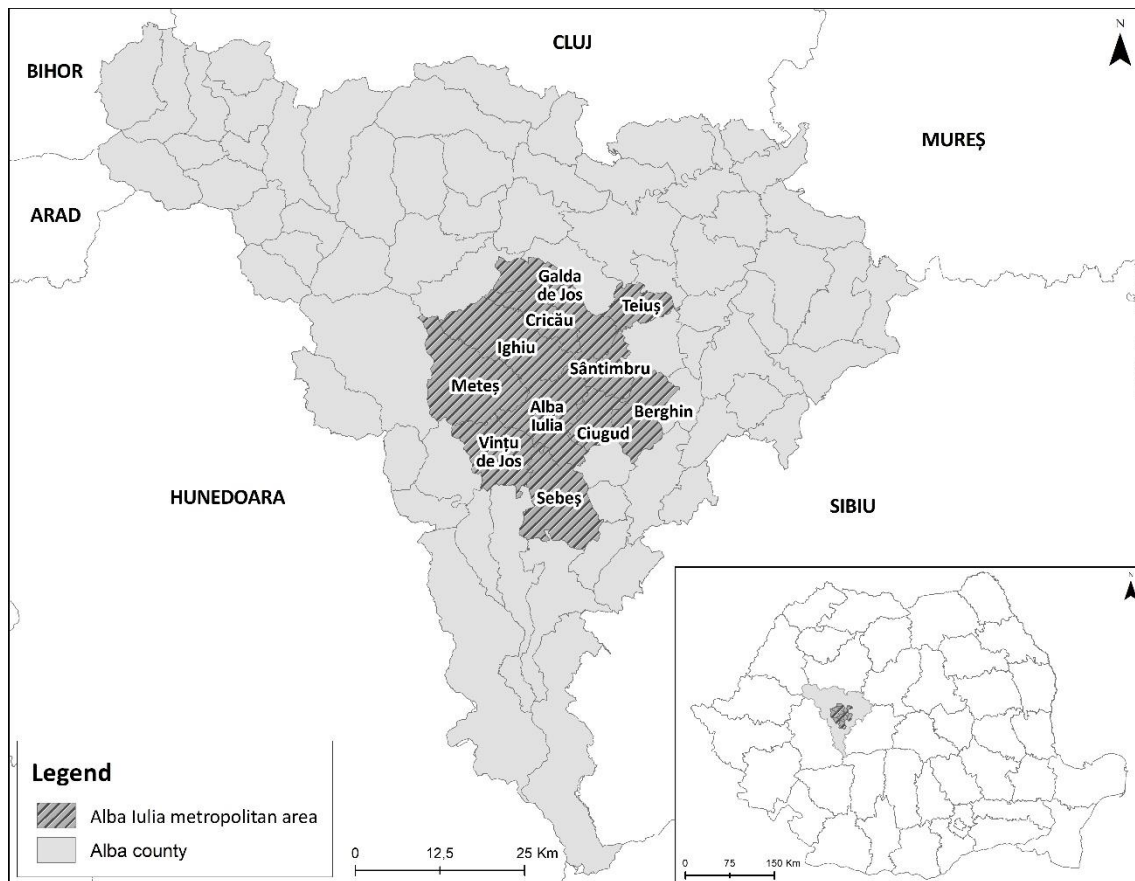 CLUJ
N
BIHOR
MUREȘ
ARAD
Galda
de Jos
Teiuș
Cricău
Ighiu
Sântimbru
Meteș
Alba
Iulia
Berghin
Ciugud
Vințu
de Jos
HUNEDOARA
Sebeș
SIBIU
N
Legend
Alba Iulia metropolitan area
Alba county
0 12,5 25 Km
0 75 150 Km